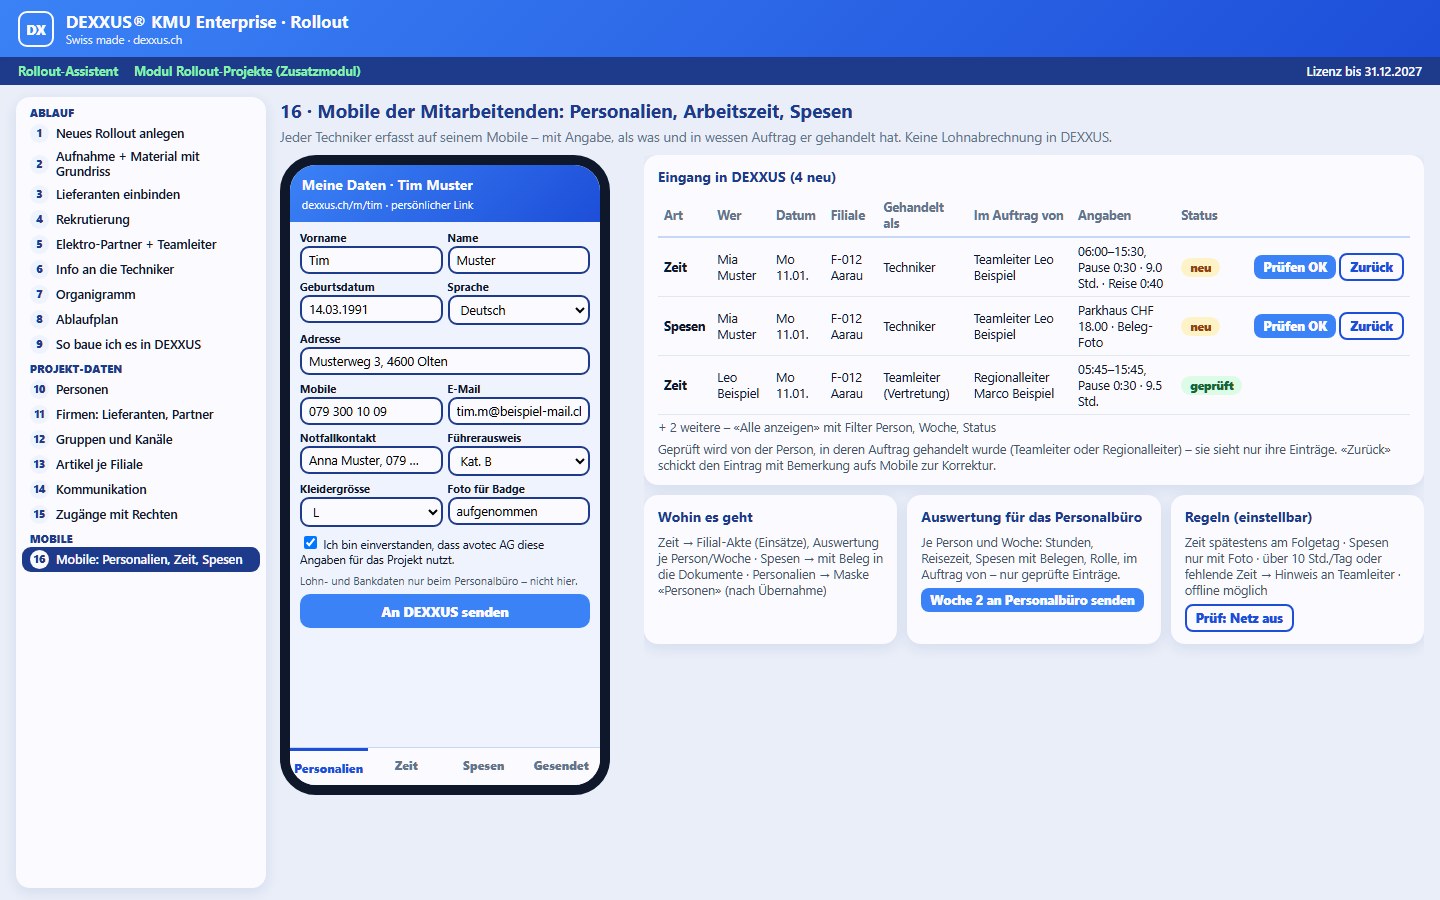 DX
DEXXUS® KMU Enterprise · Rollout
Swiss made · dexxus.ch
Rollout-Assistent
Modul Rollout-Projekte (Zusatzmodul)
Lizenz bis 31.12.2027
ABLAUF
1 Neues Rollout anlegen
2 Aufnahme + Material mit
Grundriss
3 Lieferanten einbinden
4 Rekrutierung
5 Elektro-Partner + Teamleiter
6 Info an die Techniker
7 Organigramm
8 Ablaufplan
9 So baue ich es in DEXXUS
PROJEKT-DATEN
10 Personen
11 Firmen: Lieferanten, Partner
12 Gruppen und Kanäle
13 Artikel je Filiale
14 Kommunikation
15 Zugänge mit Rechten
MOBILE
16 Mobile: Personalien, Zeit, Spesen
16 · Mobile der Mitarbeitenden: Personalien, Arbeitszeit, Spesen
Jeder Techniker erfasst auf seinem Mobile – mit Angabe, als was und in wessen Auftrag er gehandelt hat. Keine Lohnabrechnung in DEXXUS.
Meine Daten · Tim Muster
dexxus.ch/m/tim · persönlicher Link
Vorname Name
Tim Muster
Geburtsdatum Sprache
14.03.1991 Deutsch
Adresse
Musterweg 3, 4600 Olten
Mobile E-Mail
079 300 10 09 tim.m@beispiel-mail.cl
Notfallkontakt Führerausweis
Anna Muster, 079 ... Kat. B
Kleidergrösse Foto für Badge
L aufgenommen
Ich bin einverstanden, dass avotec AG diese
Angaben für das Projekt nutzt.
Lohn- und Bankdaten nur beim Personalbüro – nicht hier.
An DEXXUS senden
Personalien Zeit Spesen Gesendet
Eingang in DEXXUS (4 neu)
Art Wer Datum Filiale Gehandelt als Im Auftrag von Angaben Status
Zeit Mia Muster Mo 11.01. F-012 Aarau Techniker Teamleiter Leo Beispiel 06:00–15:30, Pause 0:30 · 9.0 Std. · Reise 0:40 neu Prüfen OK Zurück
Spesen Mia Muster Mo 11.01. F-012 Aarau Techniker Teamleiter Leo Beispiel Parkhaus CHF 18.00 · Beleg-Foto neu Prüfen OK Zurück
Zeit Leo Beispiel Mo 11.01. F-012 Aarau Teamleiter (Vertretung) Regionalleiter Marco Beispiel 05:45–15:45, Pause 0:30 · 9.5 Std. geprüft
+ 2 weitere – «Alle anzeigen» mit Filter Person, Woche, Status
Geprüft wird von der Person, in deren Auftrag gehandelt wurde (Teamleiter oder Regionalleiter) – sie sieht nur ihre Einträge. «Zurück»
schickt den Eintrag mit Bemerkung aufs Mobile zur Korrektur.
Wohin es geht
Zeit → Filial-Akte (Einsätze), Auswertung
je Person/Woche · Spesen → mit Beleg in
die Dokumente · Personalien → Maske
«Personen» (nach Übernahme)
Auswertung für das Personalbüro
Je Person und Woche: Stunden,
Reisezeit, Spesen mit Belegen, Rolle, im
Auftrag von – nur geprüfte Einträge.
Woche 2 an Personalbüro senden
Regeln (einstellbar)
Zeit spätestens am Folgetag · Spesen
nur mit Foto · über 10 Std./Tag oder
fehlende Zeit → Hinweis an Teamleiter ·
offline möglich
Prüf: Netz aus